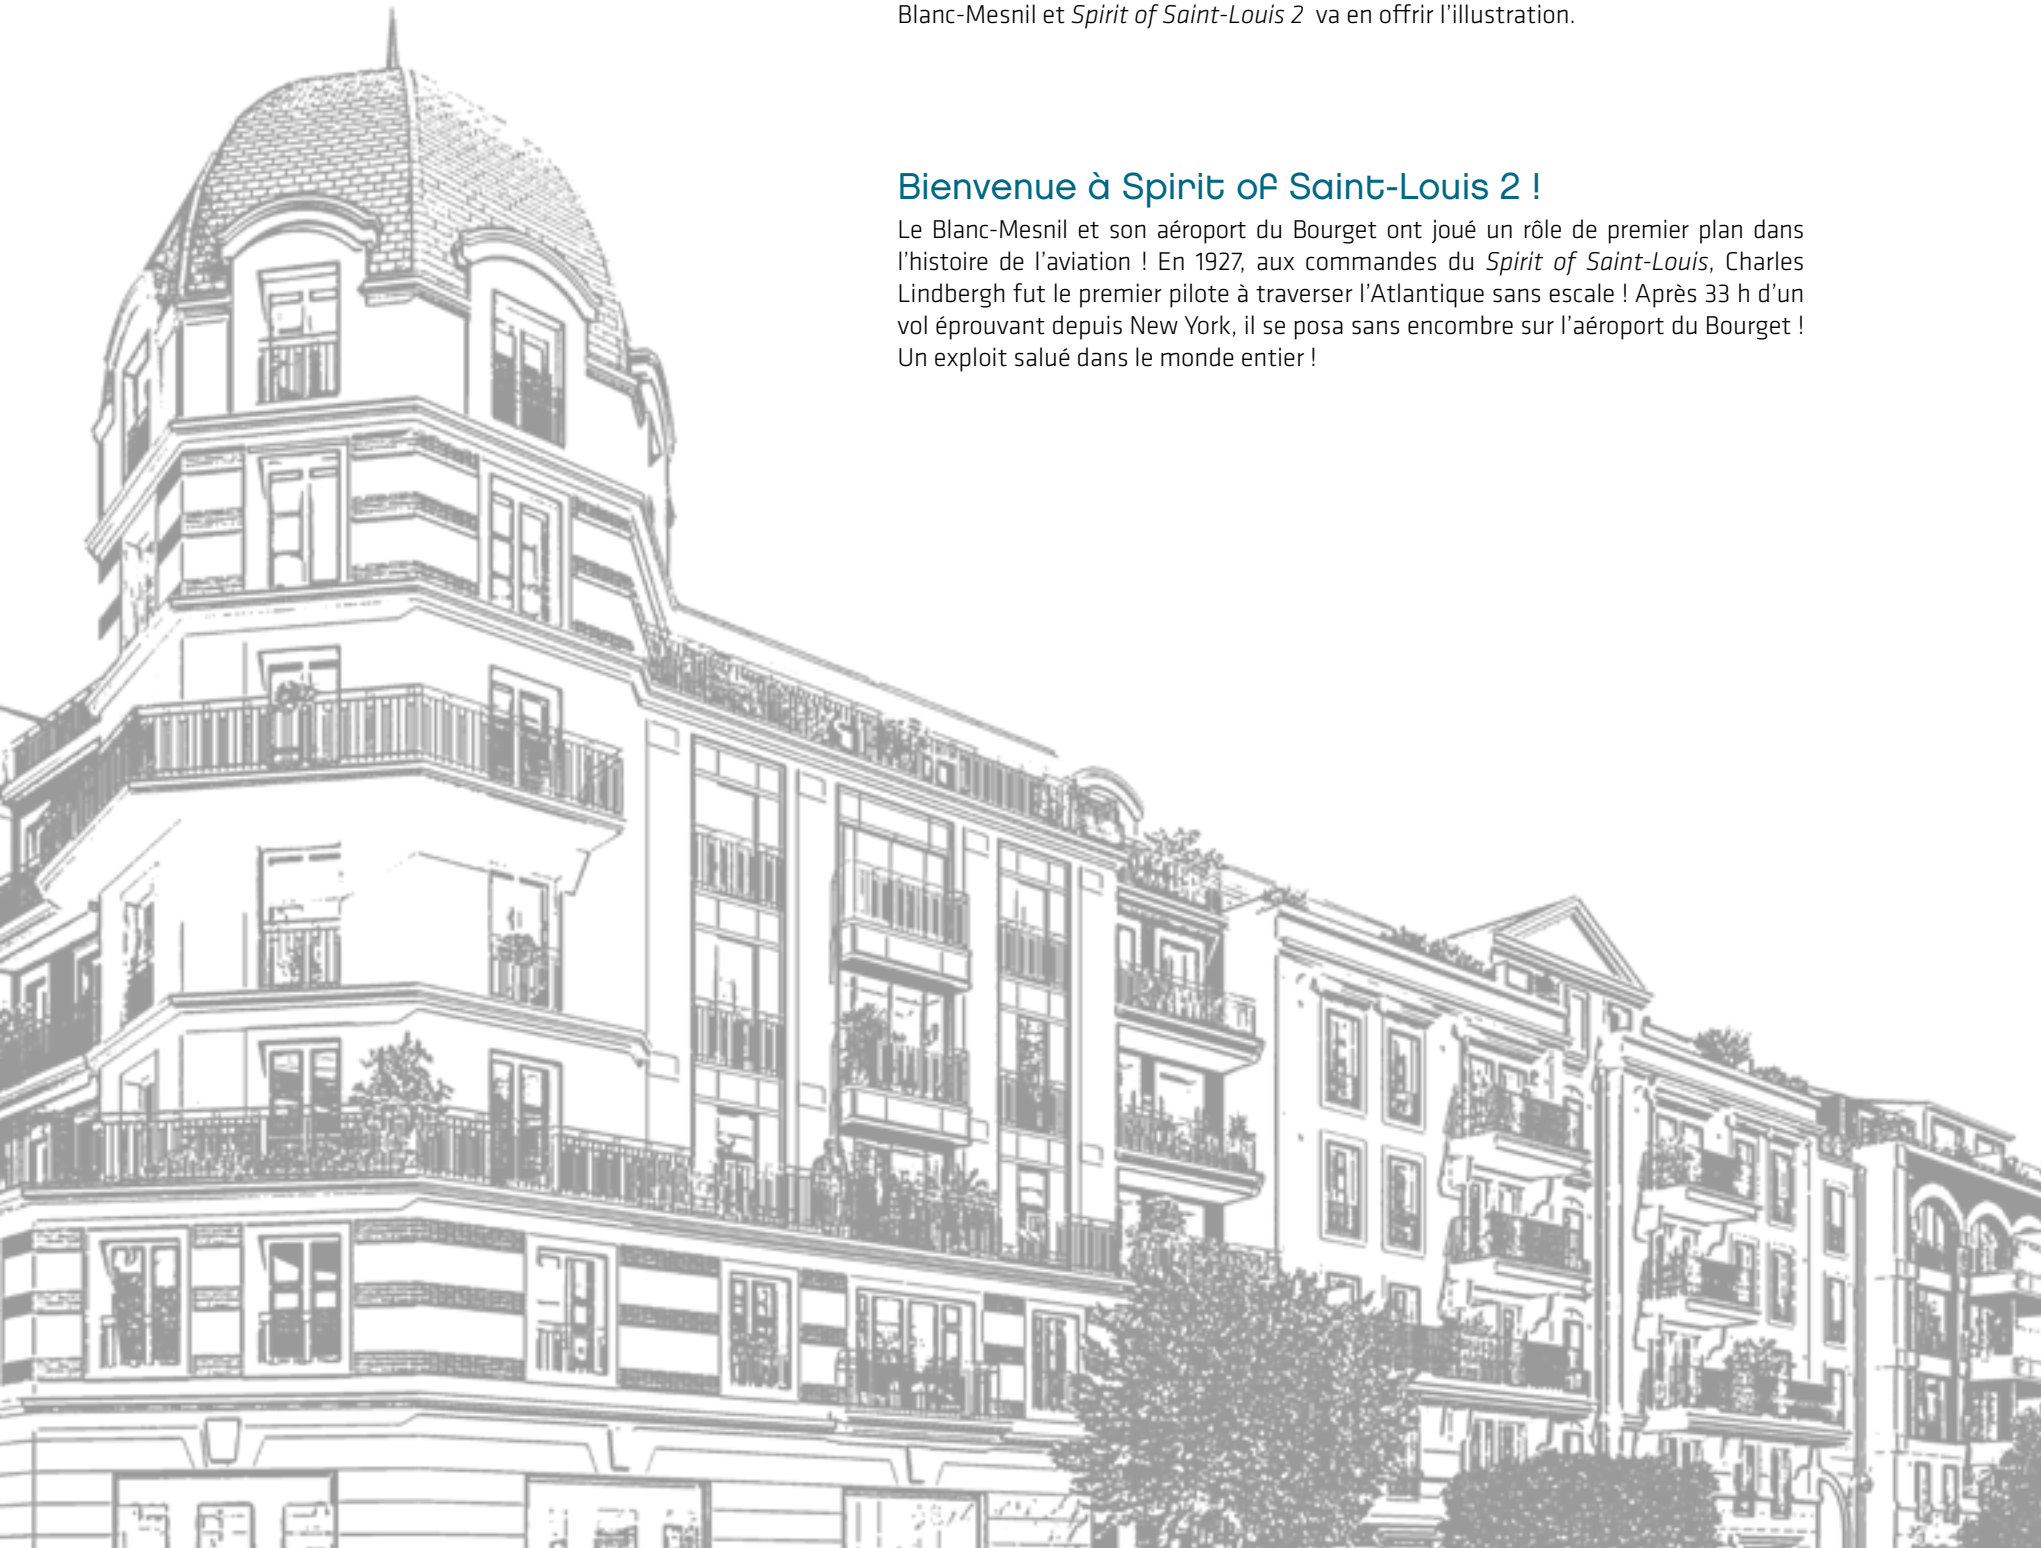 Blanc-Mesnil et Spirit of Saint-Louis 2 va en offrir l’illustration.
Bienvenue à Spirit of Saint-Louis 2 !
Le Blanc-Mesnil et son aéroport du Bourget ont joué un rôle de premier plan dans
l’histoire de l’aviation ! En 1927, aux commandes du Spirit of Saint-Louis, Charles
Lindbergh fut le premier pilote à traverser l’Atlantique sans escale ! Après 33 h d’un
vol éprouvant depuis New York, il se posa sans encombre sur l’aéroport du Bourget !
Un exploit salué dans le monde entier !